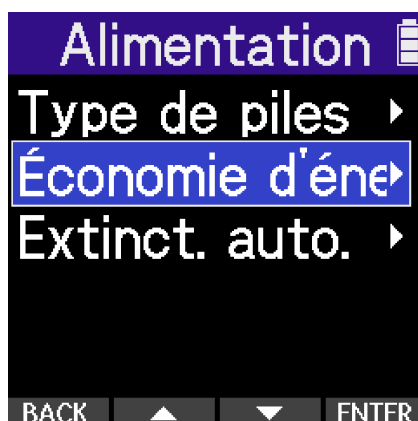 Alimentation
Type de piles
Économie d'éne
Extinct. auto.
BACK ENTER